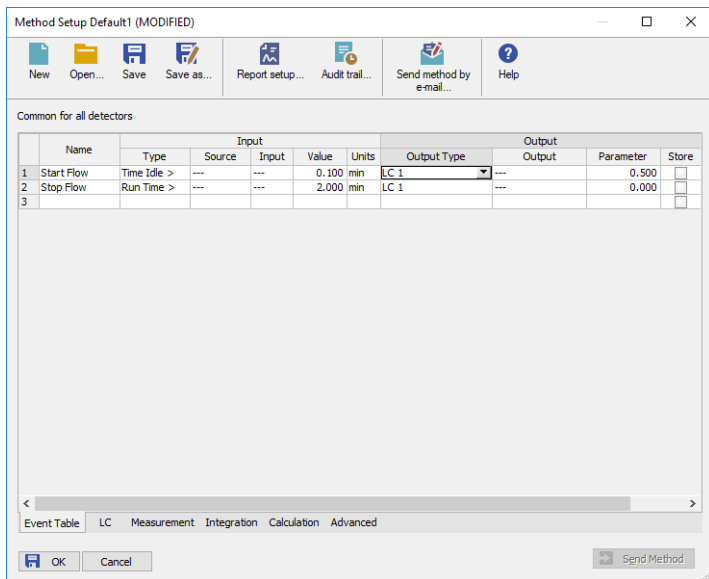 Method Setup Default1 (MODIFIED)
New Open... Save Save as... Report setup... Audit trail... Send method by e-mail... Help
Common for all detectors
Name Input Output
Type Source Input Value Units Output Type Output Parameter Store
1 Start Flow Time Idle > --- --- 0.100 min LC 1 --- 0.500
2 Stop Flow Run Time > --- --- 2.000 min LC 1 --- 0.000
3
Event Table LC Measurement Integration Calculation Advanced
OK Cancel Send Method